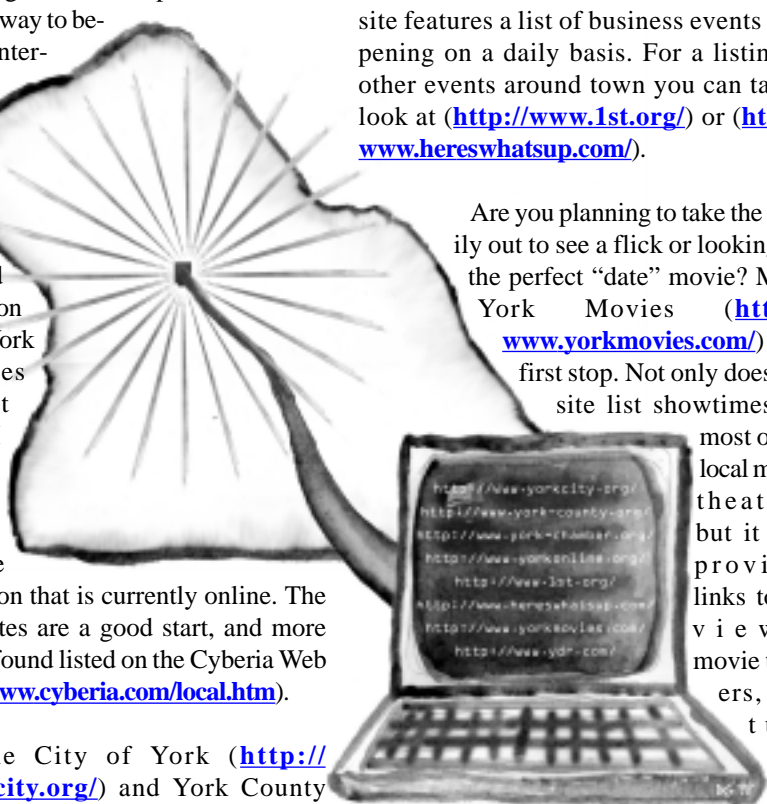 way to be-
nter-
on
ork
es
t
e
on that is currently online. The
tes are a good start, and more
found listed on the Cyberia Web
ww.cyberia.com/local.htm).
e City of York (http://
city.org/) and York County
site features a list of business events
pening on a daily basis. For a listin
other events around town you can ta
look at (http://www.1st.org/) or (ht
www.hereswhatsup.com/).
Are you planning to take the
ily out to see a flick or looking
the perfect “date” movie? M
York Movies (htt
www.yorkmovies.com/)
first stop. Not only does
site list showtimes
most o
local m
theat
but it
provi
links to
view
movie t
ers,
tu
http://www.yorkcity.org/
http://www.york-county.org/
http://www.york-chamber.org/
http://www.yorkonline.org/
http://www.1st.org/
http://www.hereswhatsup.com/
http://www.yorkmovies.com/
http://www.ydr.com/